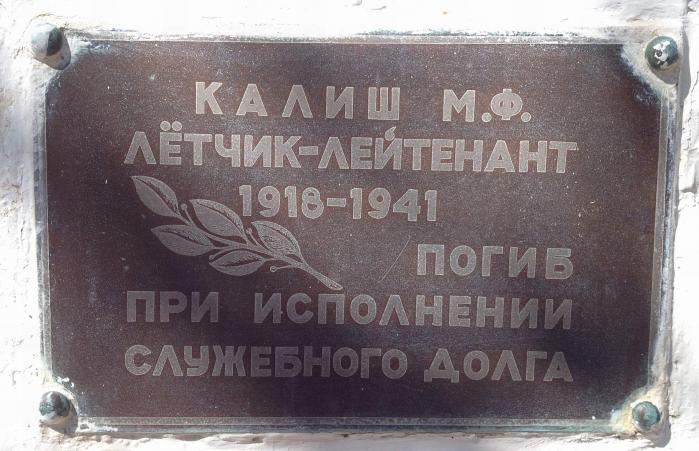 КАЛИШ М.Ф.
ЛЁТЧИК-ЛЕЙТЕНАНТ
1918-1941
ПОГИБ
ПРИ ИСПОЛНЕНИИ
СЛУЖЕБНОГО ДОЛГА